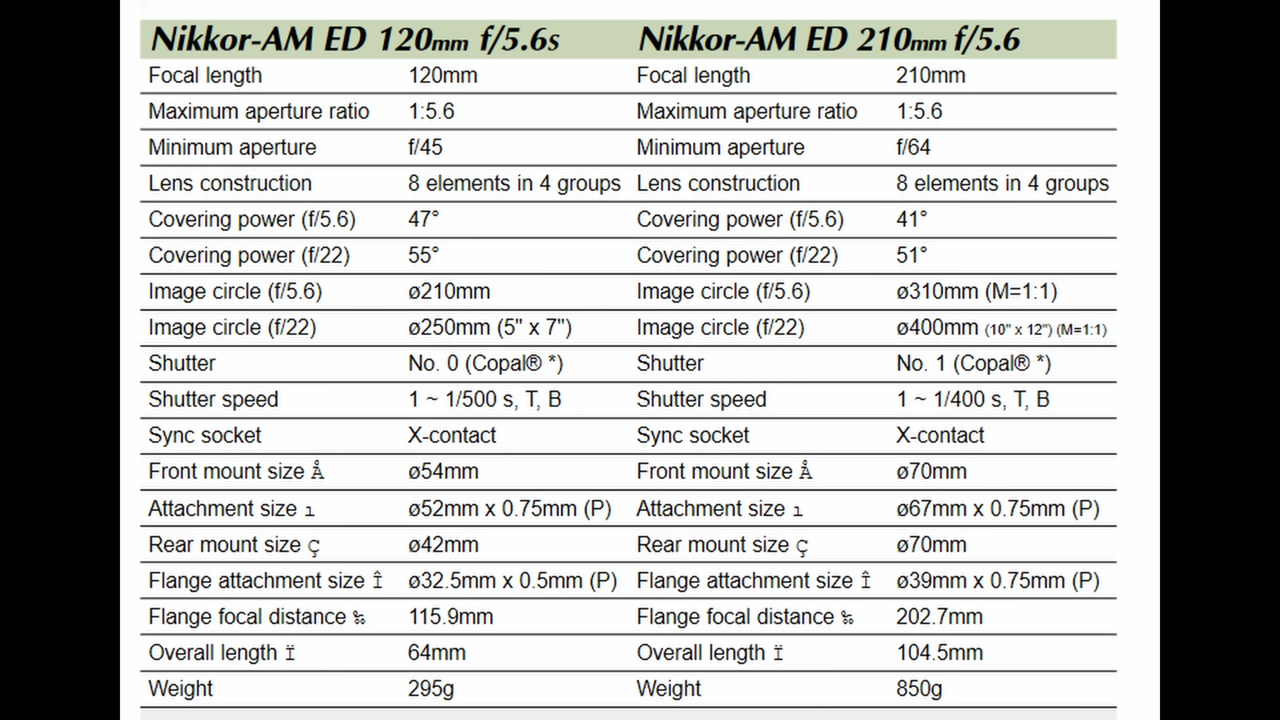 Nikkor-AM ED 120mm f/5.6s Nikkor-AM ED 210mm f/5.6
Focal length 120mm Focal length 210mm
Maximum aperture ratio 1:5.6 Maximum aperture ratio 1:5.6
Minimum aperture f/45 Minimum aperture f/64
Lens construction 8 elements in 4 groups Lens construction 8 elements in 4 groups
Covering power (f/5.6) 47° Covering power (f/5.6) 41°
Covering power (f/22) 55° Covering power (f/22) 51°
Image circle (f/5.6) ø210mm Image circle (f/5.6) ø310mm (M=1:1)
Image circle (f/22) ø250mm (5" x 7") Image circle (f/22) ø400mm (10" x 12") (M=1:1)
Shutter No. 0 (Copal® *) Shutter No. 1 (Copal® *)
Shutter speed 1 ~ 1/500 s, T, B Shutter speed 1 ~ 1/400 s, T, B
Sync socket X-contact Sync socket X-contact
Front mount size Å ø54mm Front mount size Å ø70mm
Attachment size ı ø52mm x 0.75mm (P) Attachment size ı ø67mm x 0.75mm (P)
Rear mount size Ç ø42mm Rear mount size Ç ø70mm
Flange attachment size Î ø32.5mm x 0.5mm (P) Flange attachment size Î ø39mm x 0.75mm (P)
Flange focal distance ‰ 115.9mm Flange focal distance ‰ 202.7mm
Overall length Ï 64mm Overall length Ï 104.5mm
Weight 295g Weight 850g